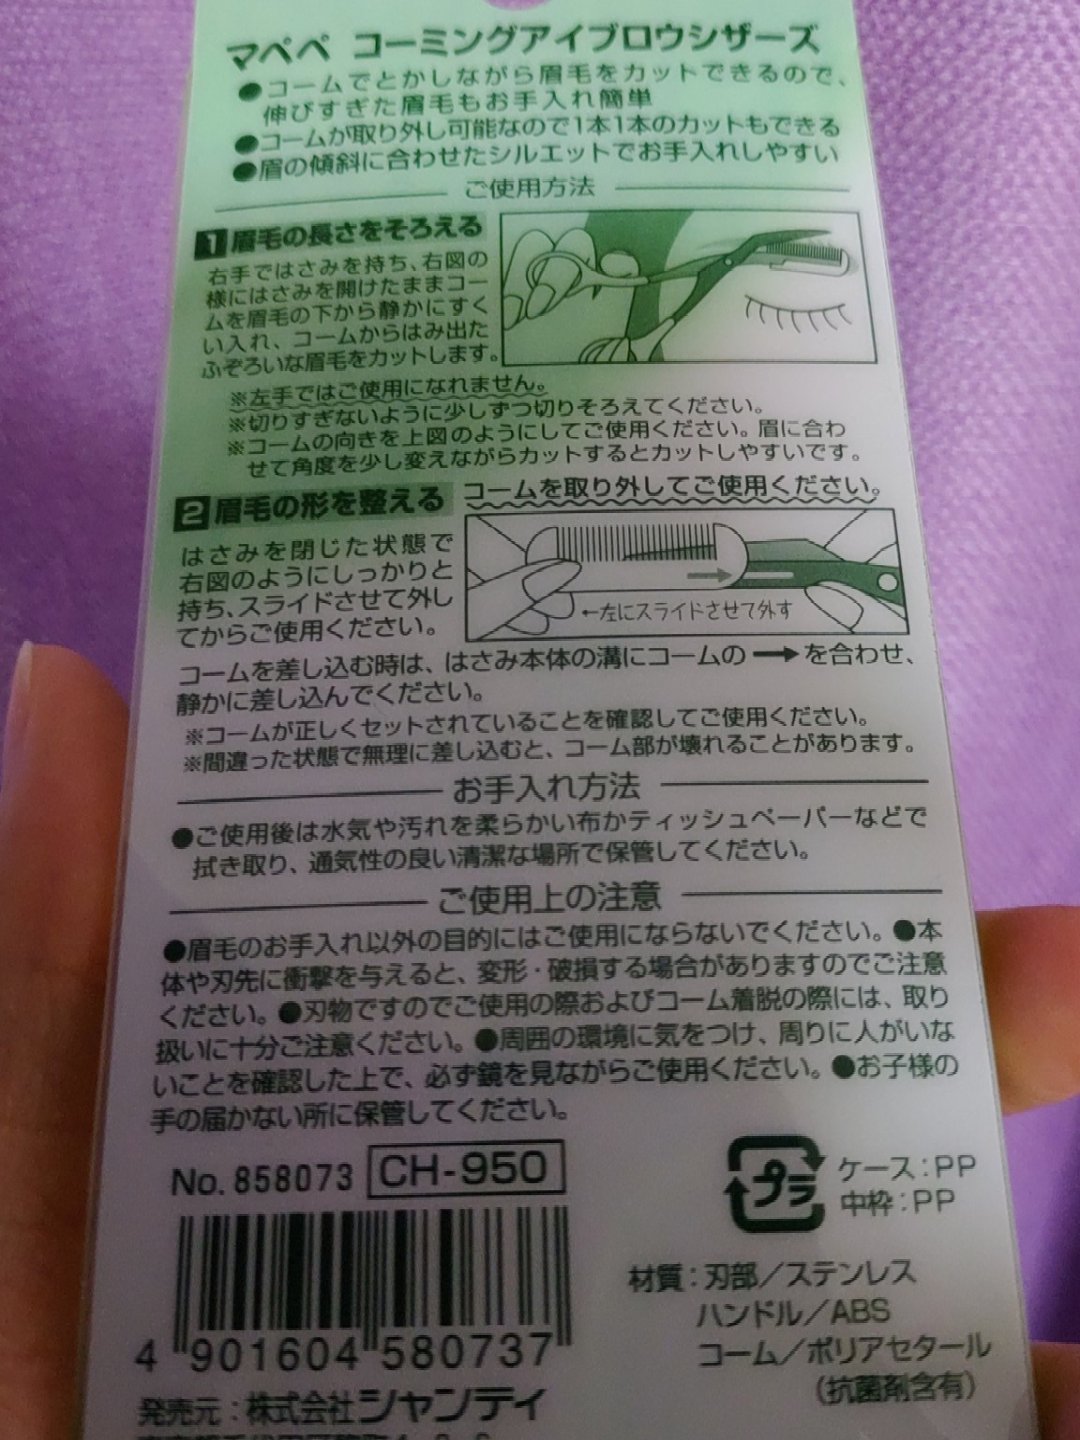 マペペ コーミングアイブロウシザーズ
●コームでとかしながら眉毛をカットできるので、
伸びすぎた眉毛もお手入れ簡単
●コームが取り外し可能なので1本1本のカットもできる
●眉の傾斜に合わせたシルエットでお手入れしやすい
ご使用方法
1 眉毛の長さをそろえる
右手ではさみを持ち、右図の
様にはさみを開けたままコー
ムを眉毛の下から静かにすく
い入れ、コームからはみ出た
ふぞろいな眉毛をカットします。
※左手ではご使用になれません。
※切りすぎないように少しずつ切りそろえてください。
※コームの向きを上図のようにしてご使用ください。眉に合わ
せて角度を少し変えながらカットするとカットしやすいです。
2 眉毛の形を整える
コームを取り外してご使用ください。
はさみを閉じた状態で
右図のようにしっかりと
持ち、スライドさせて外し
てからご使用ください。
←左にスライドさせて外す
コームを差し込む時は、はさみ本体の溝にコームの→を合わせ、
静かに差し込んでください。
※コームが正しくセットされていることを確認してご使用ください。
※間違った状態で無理に差し込むと、コーム部が壊れることがあります。
お手入れ方法
●ご使用後は水気や汚れを柔らかい布かティッシュペーパーなどで
拭き取り、通気性の良い清潔な場所で保管してください。
ご使用上の注意
●眉毛のお手入れ以外の目的にはご使用にならないでください。●本
体や刃先に衝撃を与えると、変形・破損する場合がありますのでご注意
ください。●刃物ですのでご使用の際およびコーム着脱の際には、取り
扱いに十分ご注意ください。●周囲の環境に気をつけ、周りに人がいな
いことを確認した上で、必ず鏡を見ながらご使用ください。●お子様の
手の届かない所に保管してください。
No.858073 CH-950
プラ
ケース:PP
中枠:PP
材質:刃部/ステンレス
ハンドル/ABS
コーム/ポリアセタール
(抗菌剤含有)
4 901604 580737
発売元:株式会社シャンティ